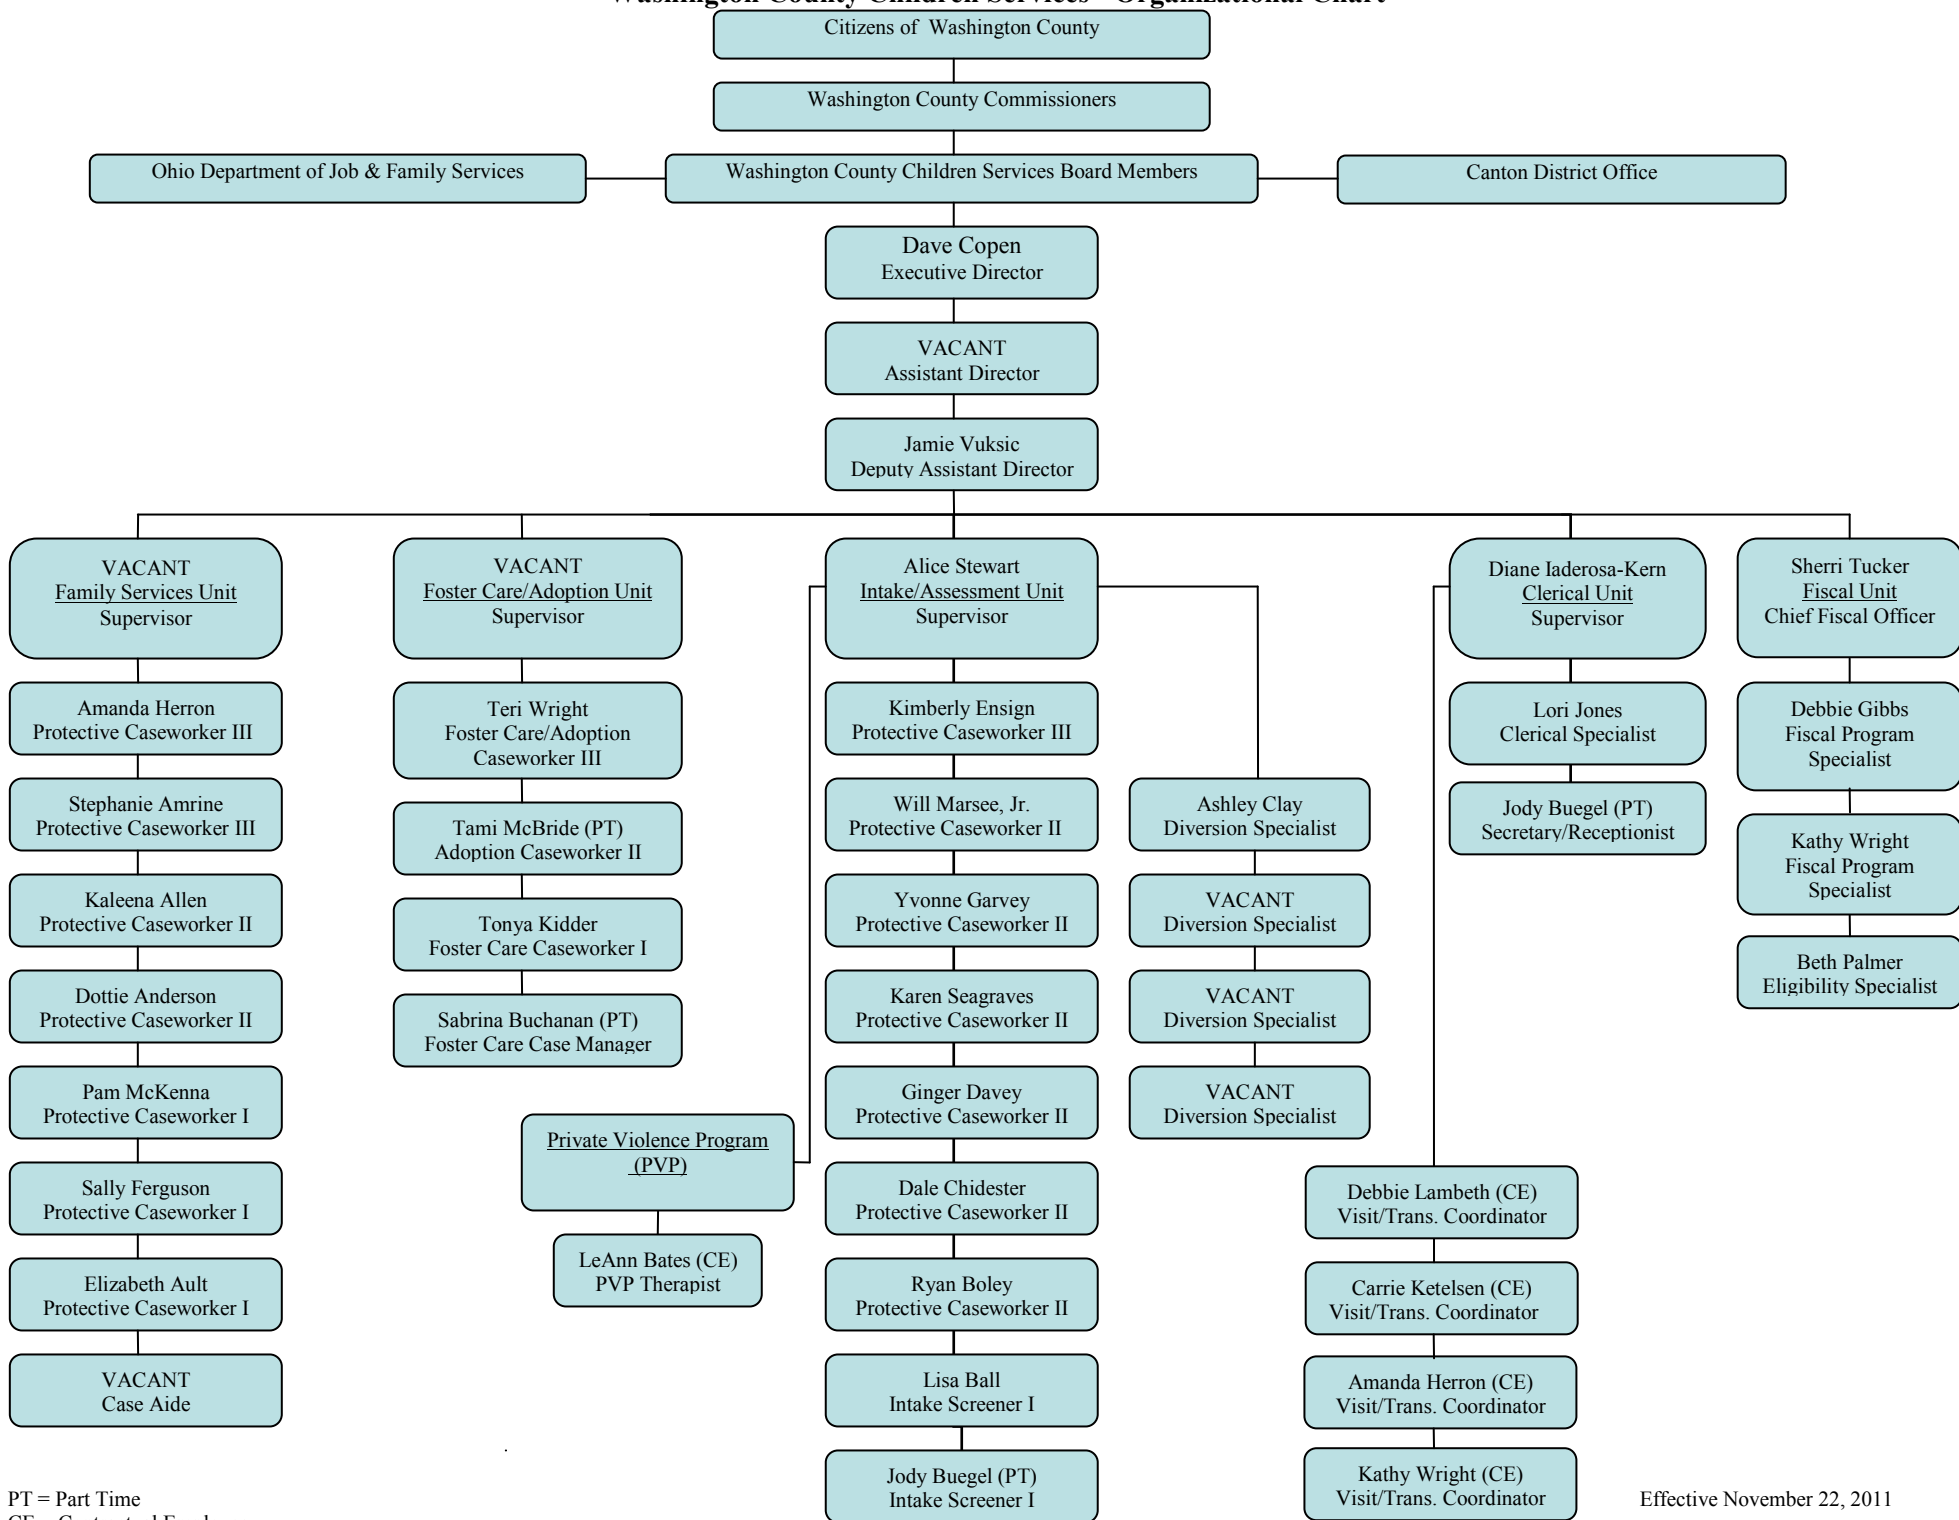 Washington County Children Services - Organizational Chart
Citizens of Washington County
Washington County Commissioners
Ohio Department of Job & Family Services
Washington County Children Services Board Members
Canton District Office
Dave Copen
Executive Director
VACANT
Assistant Director
Jamie Vuksic
Deputy Assistant Director
VACANT
Family Services Unit
Supervisor
Amanda Herron
Protective Caseworker III
Stephanie Amrine
Protective Caseworker III
Kaleena Allen
Protective Caseworker II
Dottie Anderson
Protective Caseworker II
Pam McKenna
Protective Caseworker I
Sally Ferguson
Protective Caseworker I
Elizabeth Ault
Protective Caseworker I
VACANT
Case Aide
VACANT
Foster Care/Adoption Unit
Supervisor
Teri Wright
Foster Care/Adoption
Caseworker III
Tami McBride (PT)
Adoption Caseworker II
Tonya Kidder
Foster Care Caseworker I
Sabrina Buchanan (PT)
Foster Care Case Manager
Private Violence Program
(PVP)
LeAnn Bates (CE)
PVP Therapist
Alice Stewart
Intake/Assessment Unit
Supervisor
Kimberly Ensign
Protective Caseworker III
Will Marsee, Jr.
Protective Caseworker II
Yvonne Garvey
Protective Caseworker II
Karen Seagraves
Protective Caseworker II
Ginger Davey
Protective Caseworker II
Dale Chidester
Protective Caseworker II
Ryan Boley
Protective Caseworker II
Lisa Ball
Intake Screener I
Jody Buegel (PT)
Intake Screener I
Ashley Clay
Diversion Specialist
VACANT
Diversion Specialist
VACANT
Diversion Specialist
VACANT
Diversion Specialist
Diane Iaderosa-Kern
Clerical Unit
Supervisor
Lori Jones
Clerical Specialist
Jody Buegel (PT)
Secretary/Receptionist
Debbie Lambeth (CE)
Visit/Trans. Coordinator
Carrie Ketelsen (CE)
Visit/Trans. Coordinator
Amanda Herron (CE)
Visit/Trans. Coordinator
Kathy Wright (CE)
Visit/Trans. Coordinator
Sherri Tucker
Fiscal Unit
Chief Fiscal Officer
Debbie Gibbs
Fiscal Program
Specialist
Kathy Wright
Fiscal Program
Specialist
Beth Palmer
Eligibility Specialist
PT = Part Time
Effective November 22, 2011